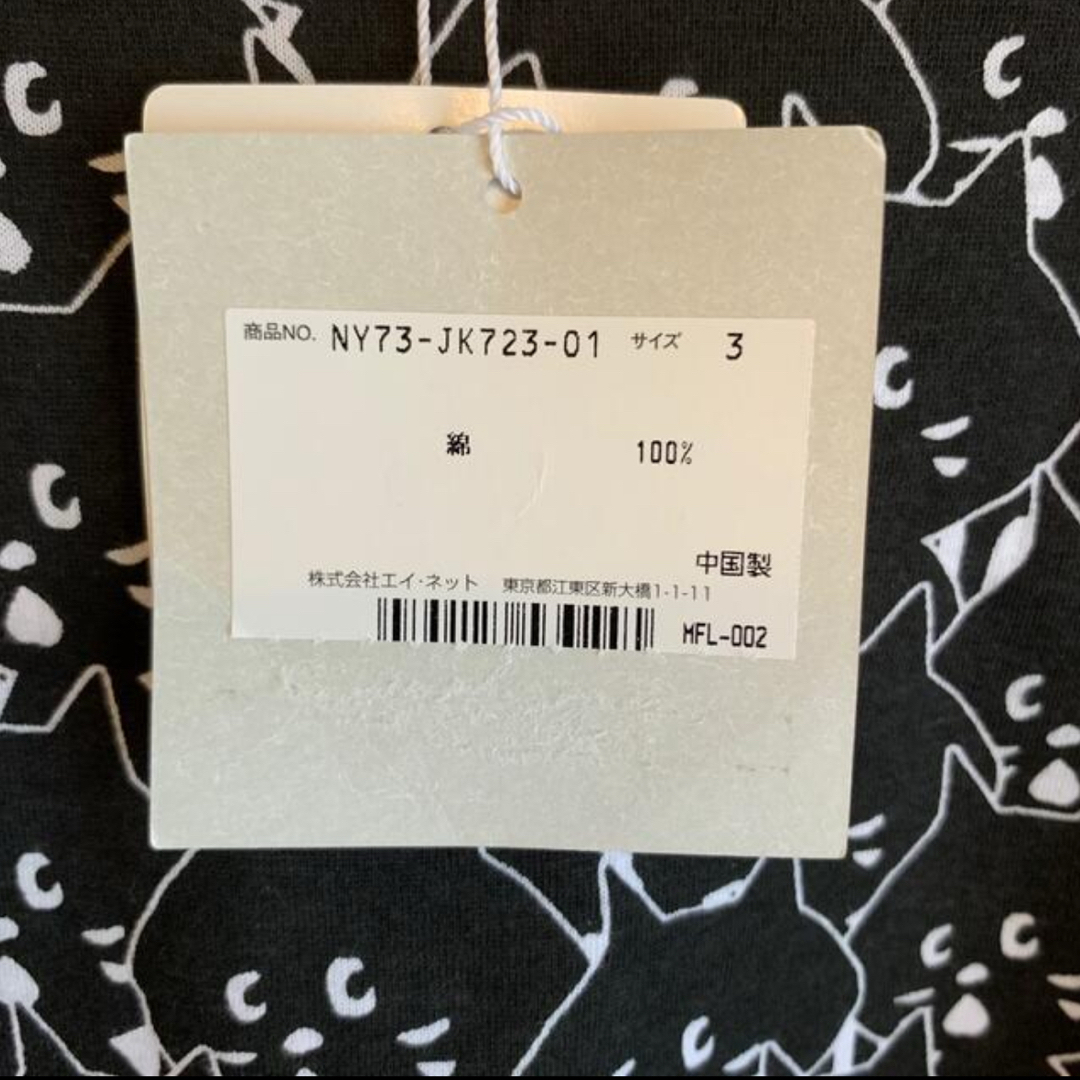 商品NO. NY73-JK723-01 サイズ 3
綿 100%
中国製
株式会社エイ・ネット 東京都江東区新大橋1-1-11
MFL-002